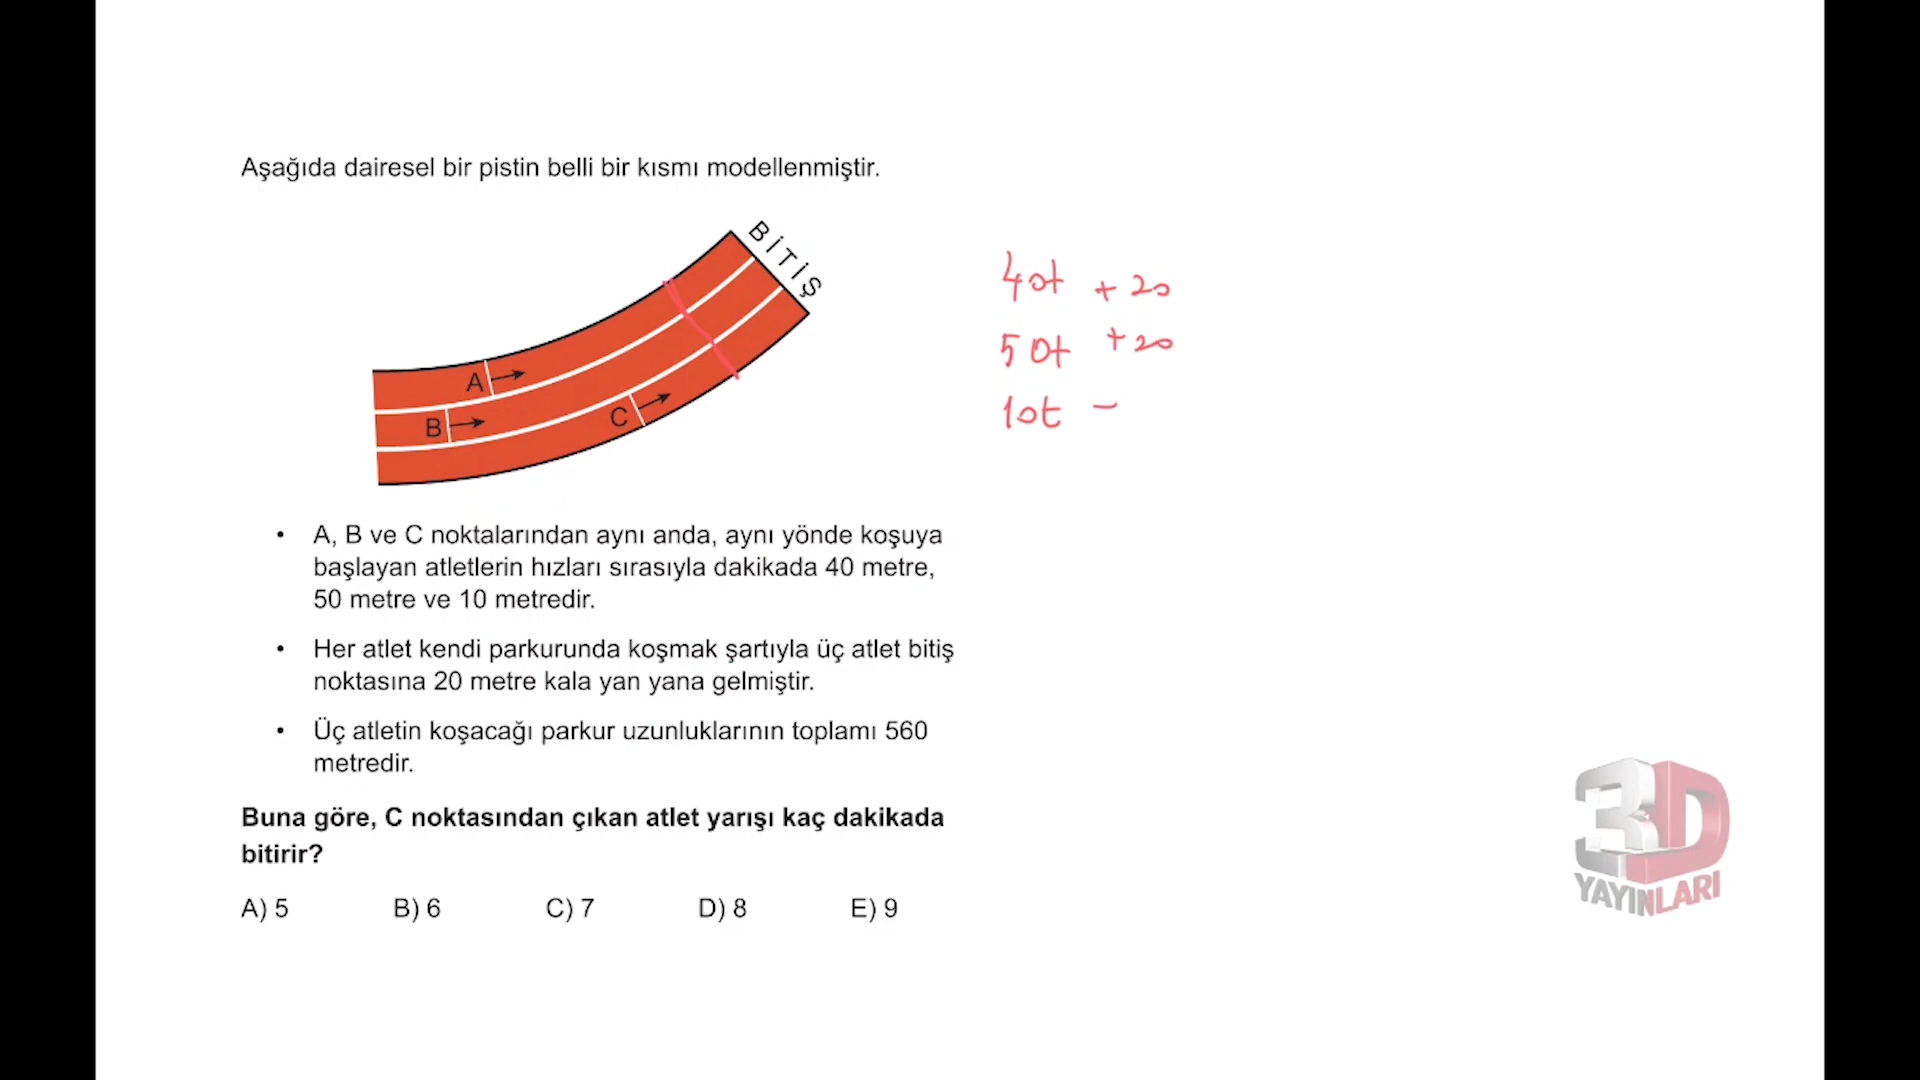 Aşağıda dairesel bir pistin belli bir kısmı modellenmiştir.
BİTİŞ
A
B
C
40t + 20
50t + 20
10t -
• A, B ve C noktalarından aynı anda, aynı yönde koşuya
başlayan atletlerin hızları sırasıyla dakikada 40 metre,
50 metre ve 10 metredir.
• Her atlet kendi parkurunda koşmak şartıyla üç atlet bitiş
noktasına 20 metre kala yan yana gelmiştir.
• Üç atletin koşacağı parkur uzunluklarının toplamı 560
metredir.
Buna göre, C noktasından çıkan atlet yarışı kaç dakikada
bitirir?
A) 5 B) 6 C) 7 D) 8 E) 9
3D
YAYINLARI